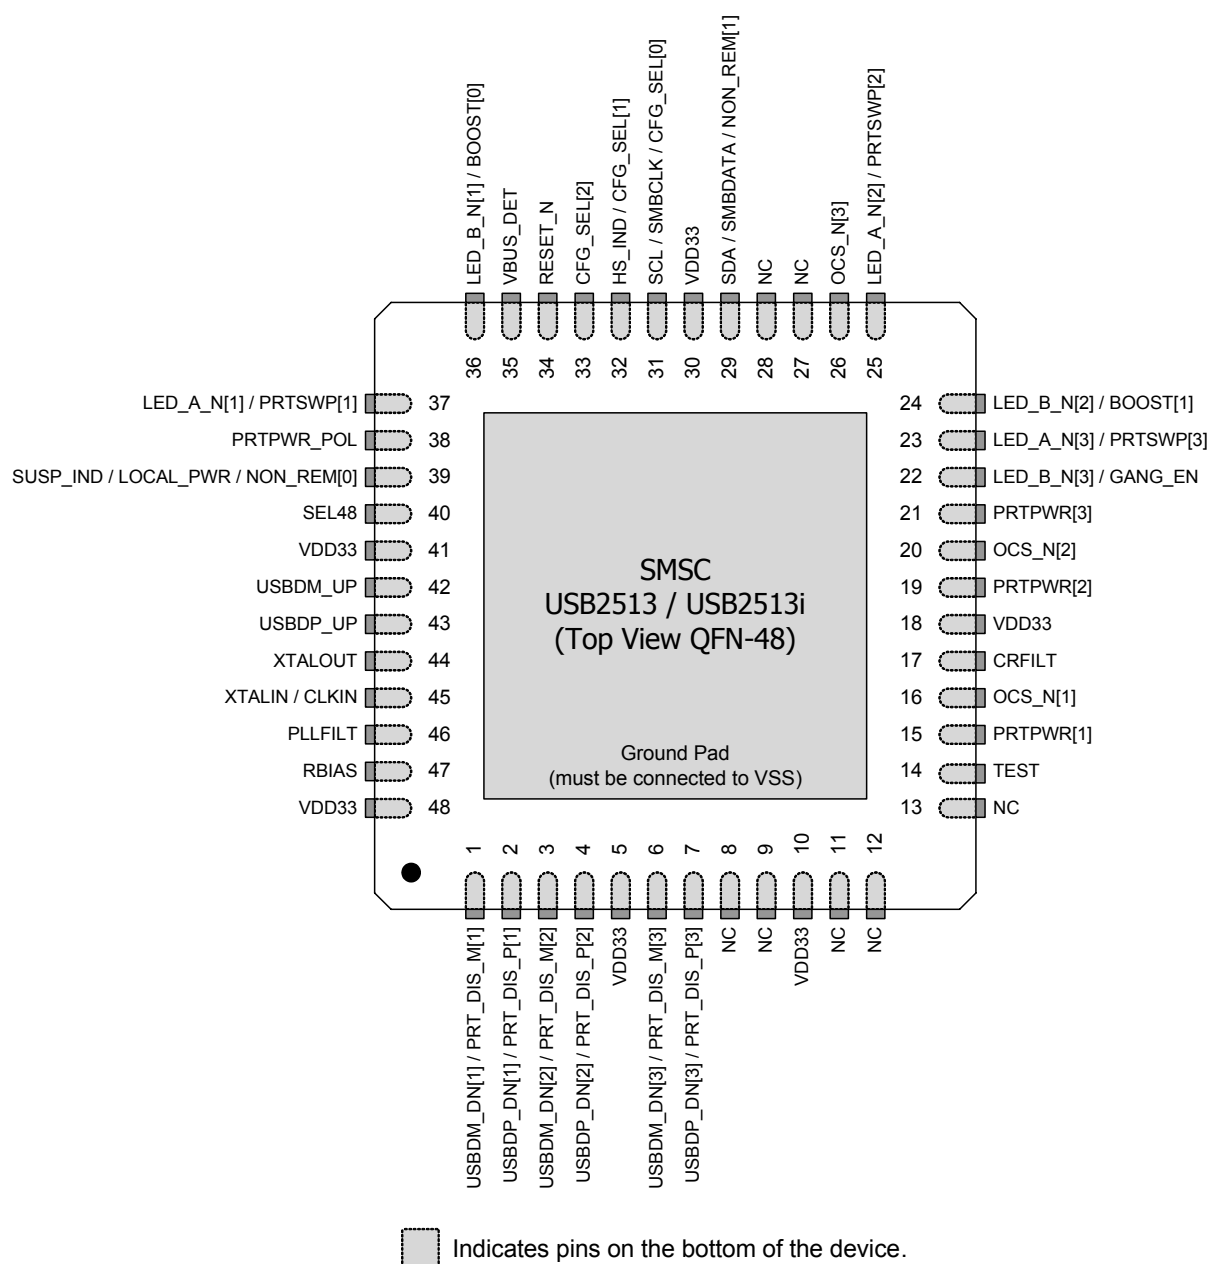 LED_B_N[1] / BOOST[0]
VBUS_DET
RESET_N
CFG_SEL[2]
HS_IND / CFG_SEL[1]
SCL / SMBCLK / CFG_SEL[0]
VDD33
SDA / SMBDATA / NON_REM[1]
NC
NC
OCS_N[3]
LED_A_N[2] / PRTSWP[2]
36
35
34
33
32
31
30
29
28
27
26
25
LED_A_N[1] / PRTSWP[1] 37
PRTPWR_POL 38
SUSP_IND / LOCAL_PWR / NON_REM[0] 39
SEL48 40
VDD33 41
USBDM_UP 42
USBDP_UP 43
XTALOUT 44
XTALIN / CLKIN 45
PLLFILT 46
RBIAS 47
VDD33 48
SMSC
USB2513 / USB2513i
(Top View QFN-48)
Ground Pad
(must be connected to VSS)
24 LED_B_N[2] / BOOST[1]
23 LED_A_N[3] / PRTSWP[3]
22 LED_B_N[3] / GANG_EN
21 PRTPWR[3]
20 OCS_N[2]
19 PRTPWR[2]
18 VDD33
17 CRFILT
16 OCS_N[1]
15 PRTPWR[1]
14 TEST
13 NC
1
2
3
4
5
6
7
8
9
10
11
12
USBDM_DN[1] / PRT_DIS_M[1]
USBDP_DN[1] / PRT_DIS_P[1]
USBDM_DN[2] / PRT_DIS_M[2]
USBDP_DN[2] / PRT_DIS_P[2]
VDD33
USBDM_DN[3] / PRT_DIS_M[3]
USBDP_DN[3] / PRT_DIS_P[3]
NC
NC
VDD33
NC
NC
Indicates pins on the bottom of the device.